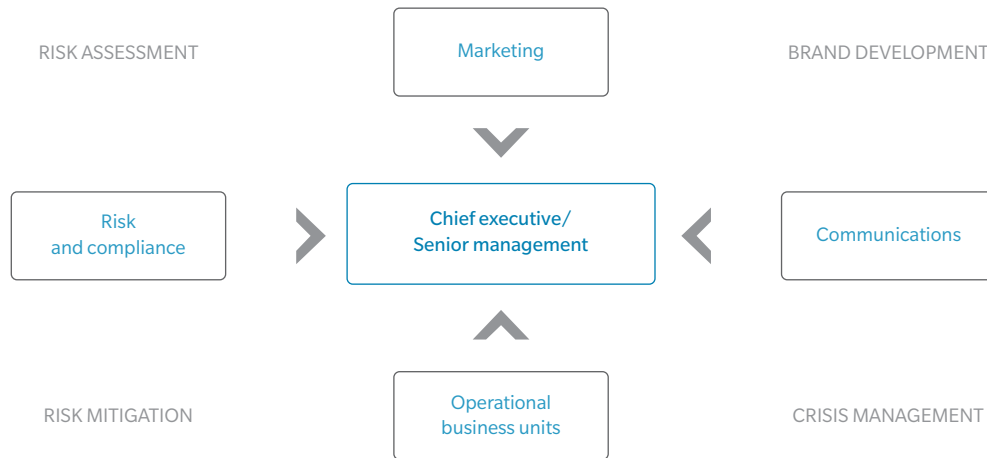 RISK ASSESSMENT
Marketing
BRAND DEVELOPMENT
Risk
and compliance
Chief executive/
Senior management
Communications
RISK MITIGATION
Operational
business units
CRISIS MANAGEMENT